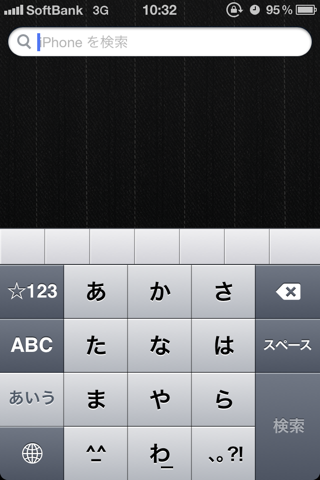 SoftBank 3G 10:32 95%
iPhone を検索
☆123 あ か さ
ABC た な は スペース
あいう ま や ら 検索
^_^ わ_ 、。?!